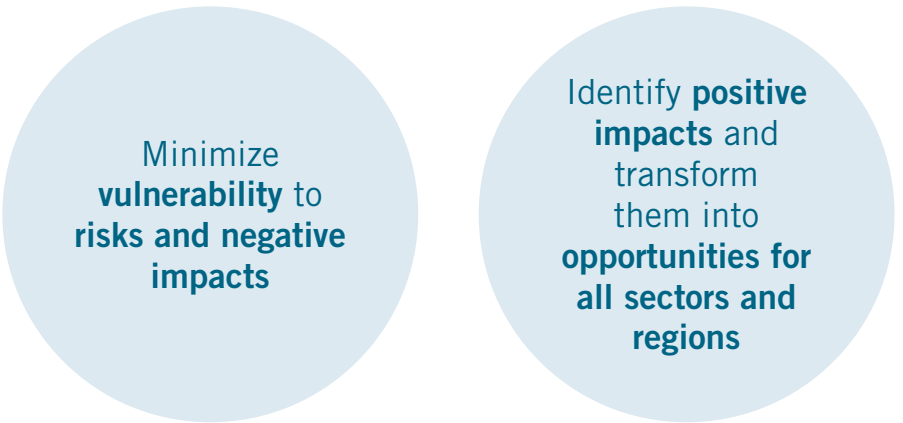 Minimize
vulnerability to
risks and negative
impacts
Identify positive
impacts and
transform
them into
opportunities for
all sectors and
regions